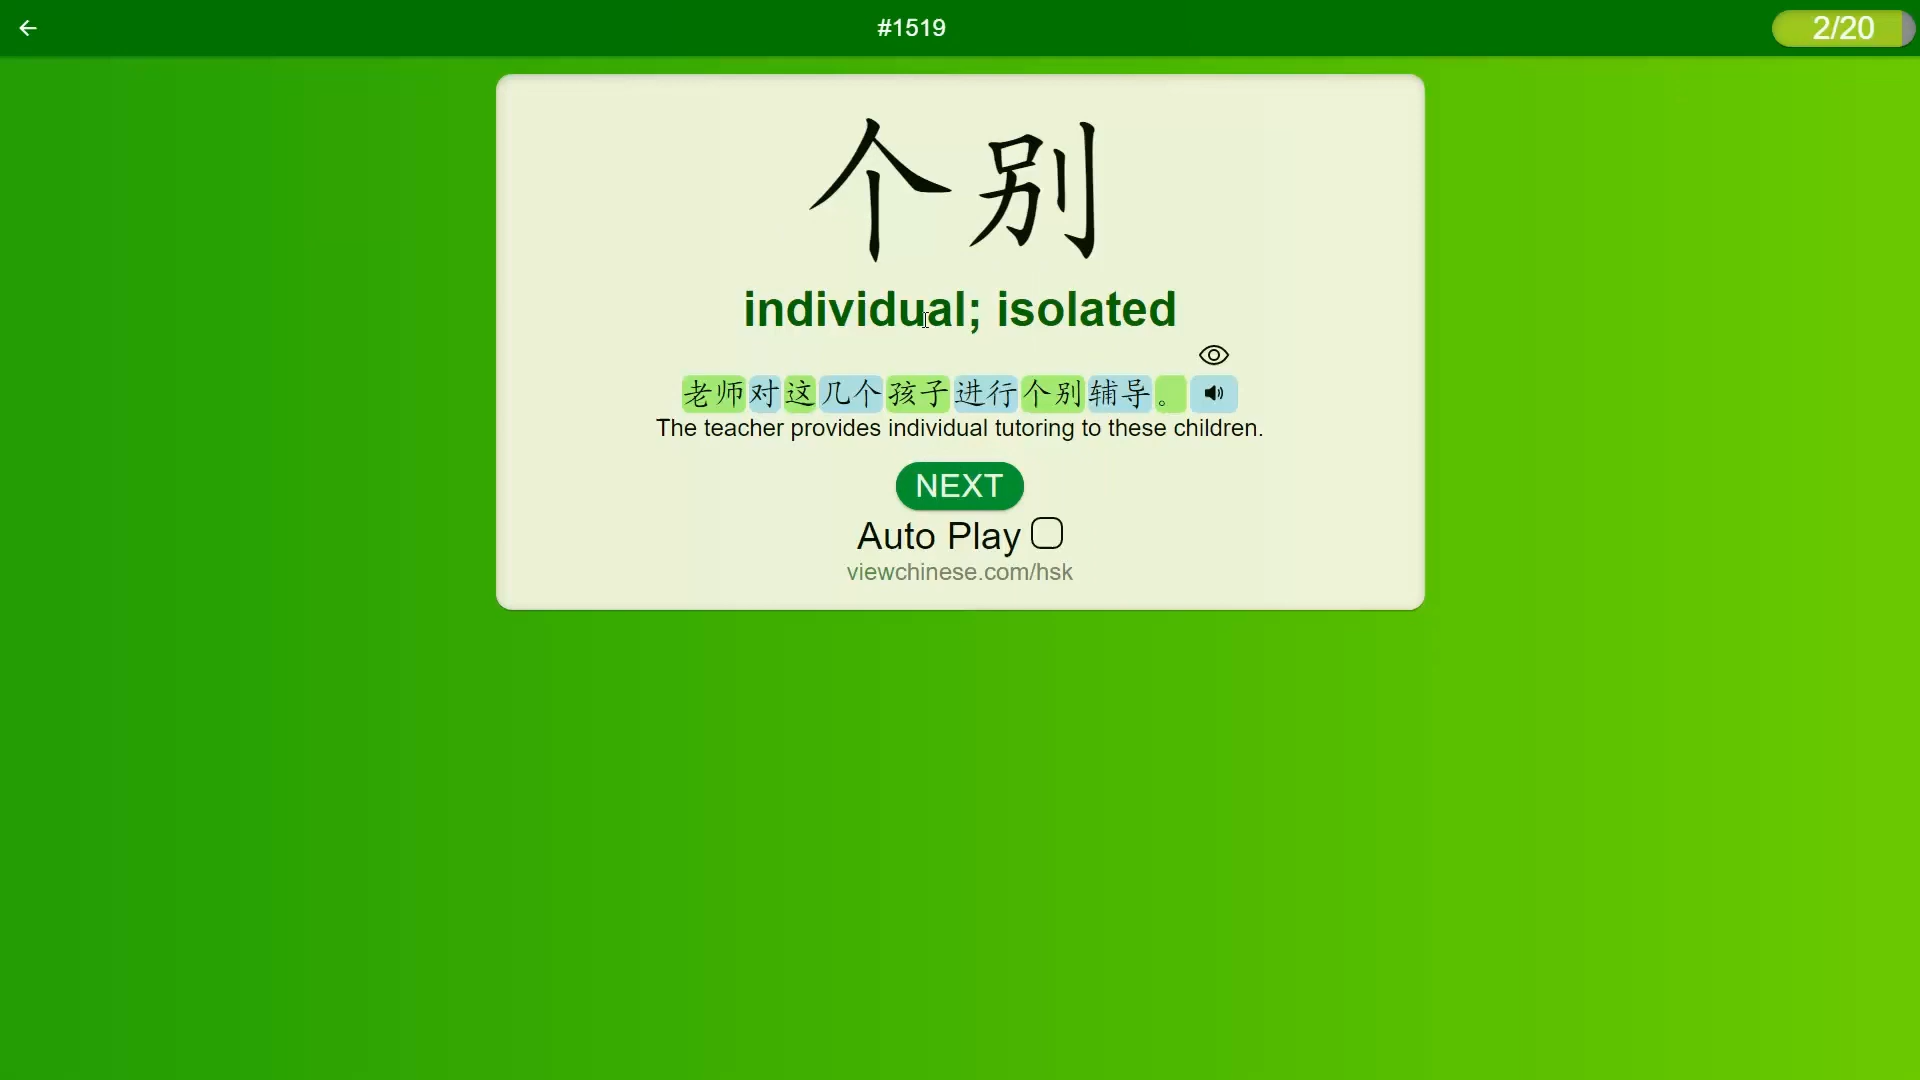 #1519
2/20
个别
individual; isolated
老师对这几个孩子进行个别辅导。
The teacher provides individual tutoring to these children.
NEXT
Auto Play
viewchinese.com/hsk